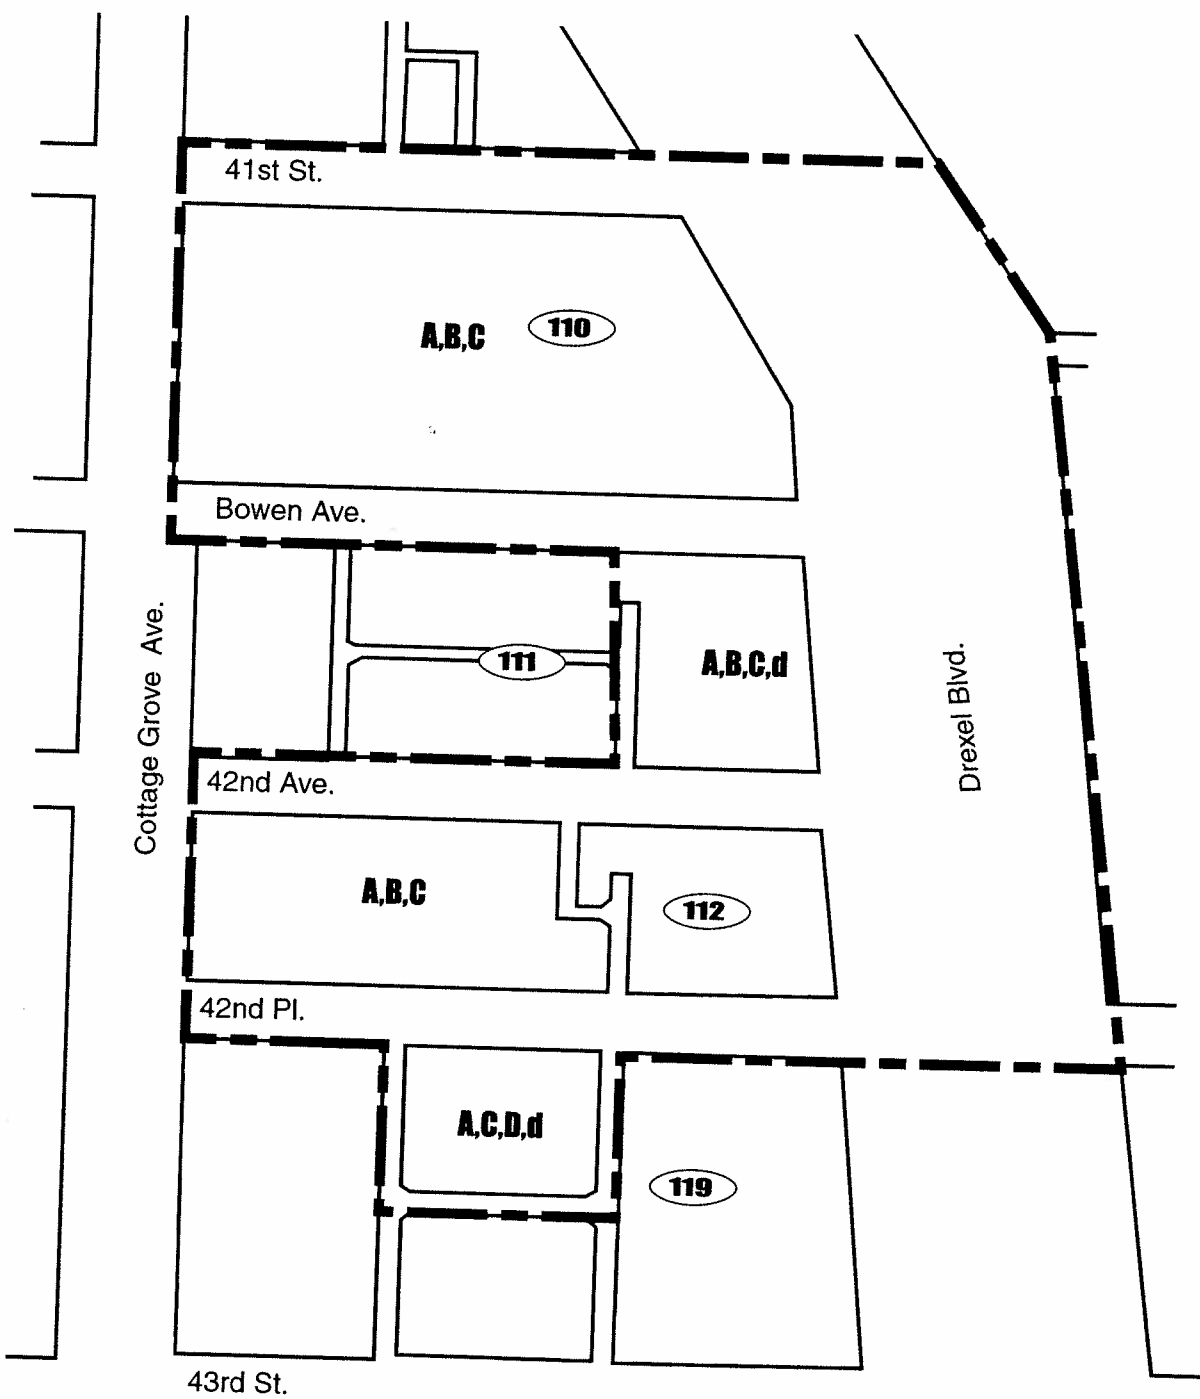 41st St.
A,B,C 110
Bowen Ave.
111
A,B,C,d
Cottage Grove Ave.
Drexel Blvd.
42nd Ave.
A,B,C
112
42nd Pl.
A,C,D,d
119
43rd St.